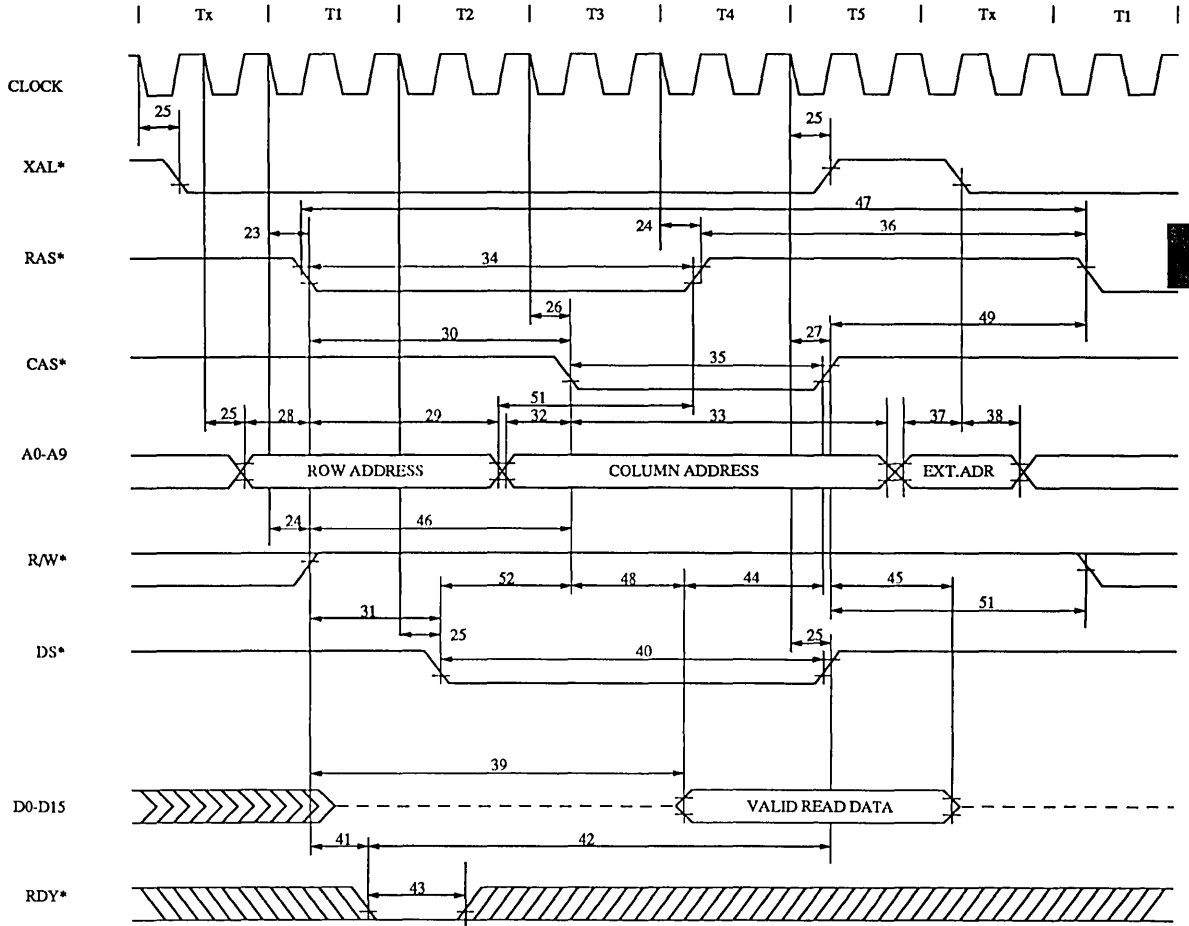 Tx T1 T2 T3 T4 T5 Tx T1
CLOCK
25 25
XAL*
47
23 24 36
RAS* 34
26
30 27 49
CAS* 35
51
25 28 29 32 33 37 38
A0-A9 ROW ADDRESS COLUMN ADDRESS EXT.ADR
24 46
R/W*
52 48 44 45
31 51
25 25
DS* 40
39
D0-D15 VALID READ DATA
41 42
43
RDY*